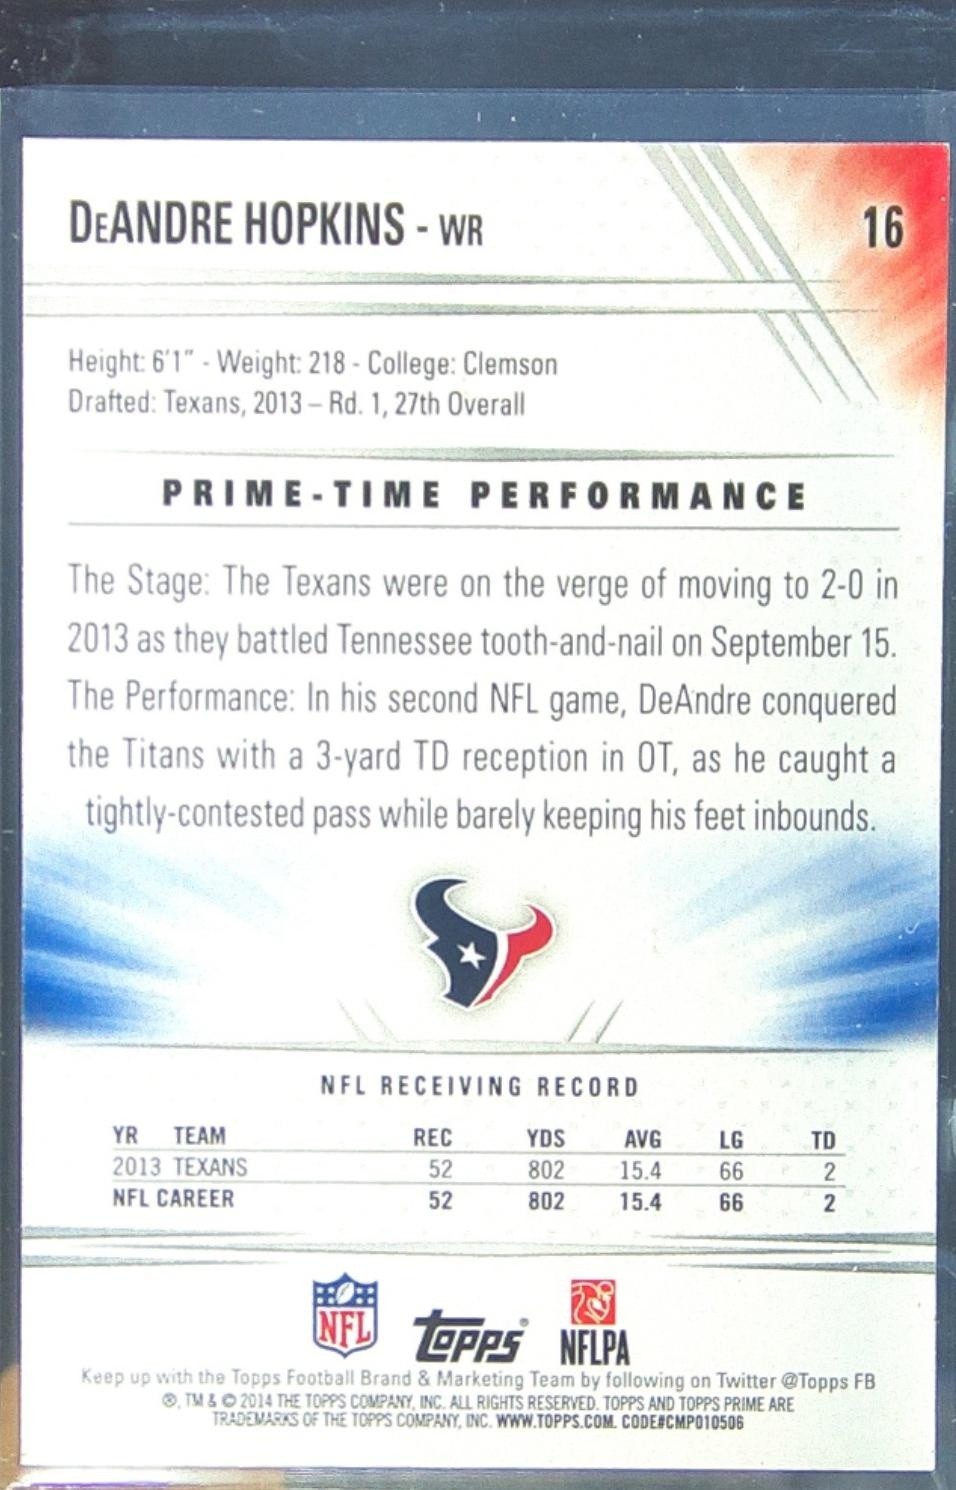 DeANDRE HOPKINS - WR
16
Height: 6'1" - Weight: 218 - College: Clemson
Drafted: Texans, 2013 – Rd. 1, 27th Overall
PRIME-TIME PERFORMANCE
The Stage: The Texans were on the verge of moving to 2-0 in
2013 as they battled Tennessee tooth-and-nail on September 15.
The Performance: In his second NFL game, DeAndre conquered
the Titans with a 3-yard TD reception in OT, as he caught a
tightly-contested pass while barely keeping his feet inbounds.
NFL RECEIVING RECORD
YR TEAM REC YDS AVG LG TD
2013 TEXANS 52 802 15.4 66 2
NFL CAREER 52 802 15.4 66 2
NFL Topps® NFLPA
Keep up with the Topps Football Brand & Marketing Team by following on Twitter @Topps FB
®, TM & © 2014 THE TOPPS COMPANY, INC. ALL RIGHTS RESERVED. TOPPS AND TOPPS PRIME ARE
TRADEMARKS OF THE TOPPS COMPANY, INC. WWW.TOPPS.COM. CODE#CMP010506